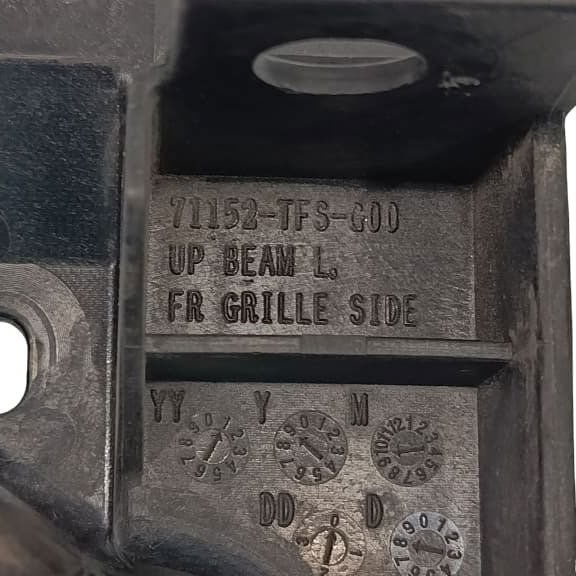 71152-TFS-G00
UP BEAM L.
FR GRILLE SIDE
YY Y M
DD D